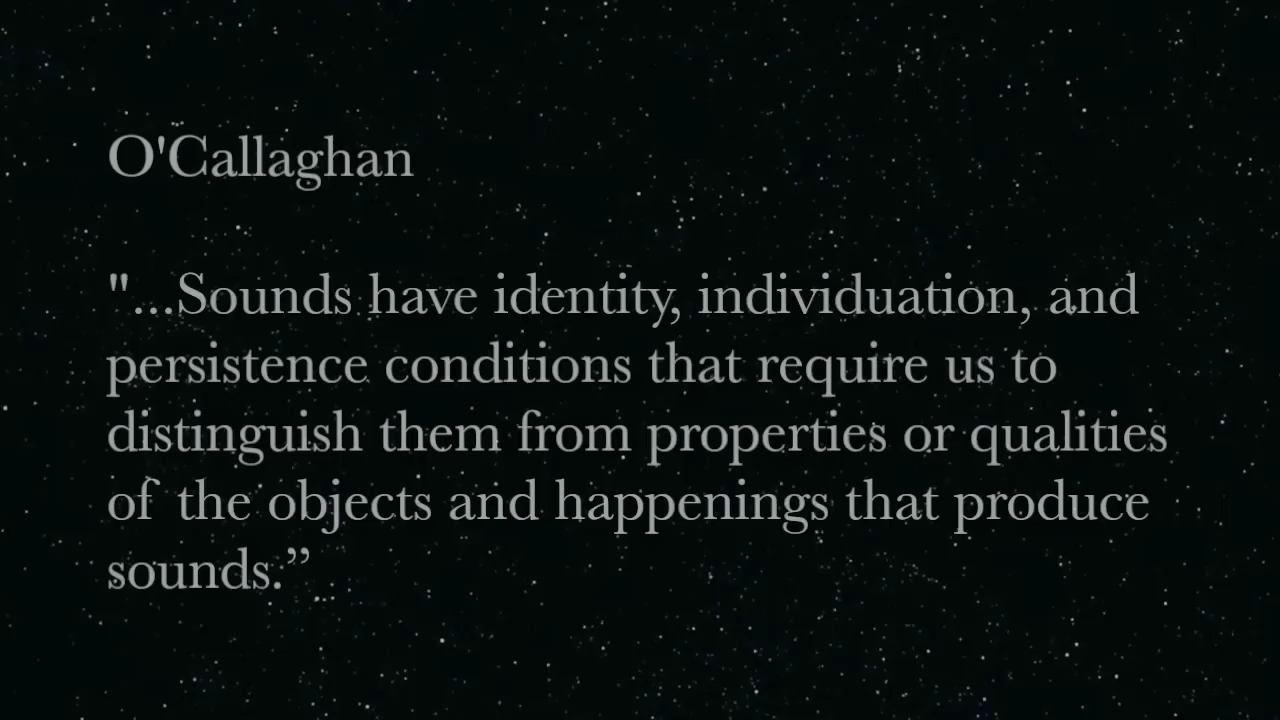 O'Callaghan
"...Sounds have identity, individuation, and
persistence conditions that require us to
distinguish them from properties or qualities
of the objects and happenings that produce
sounds.”